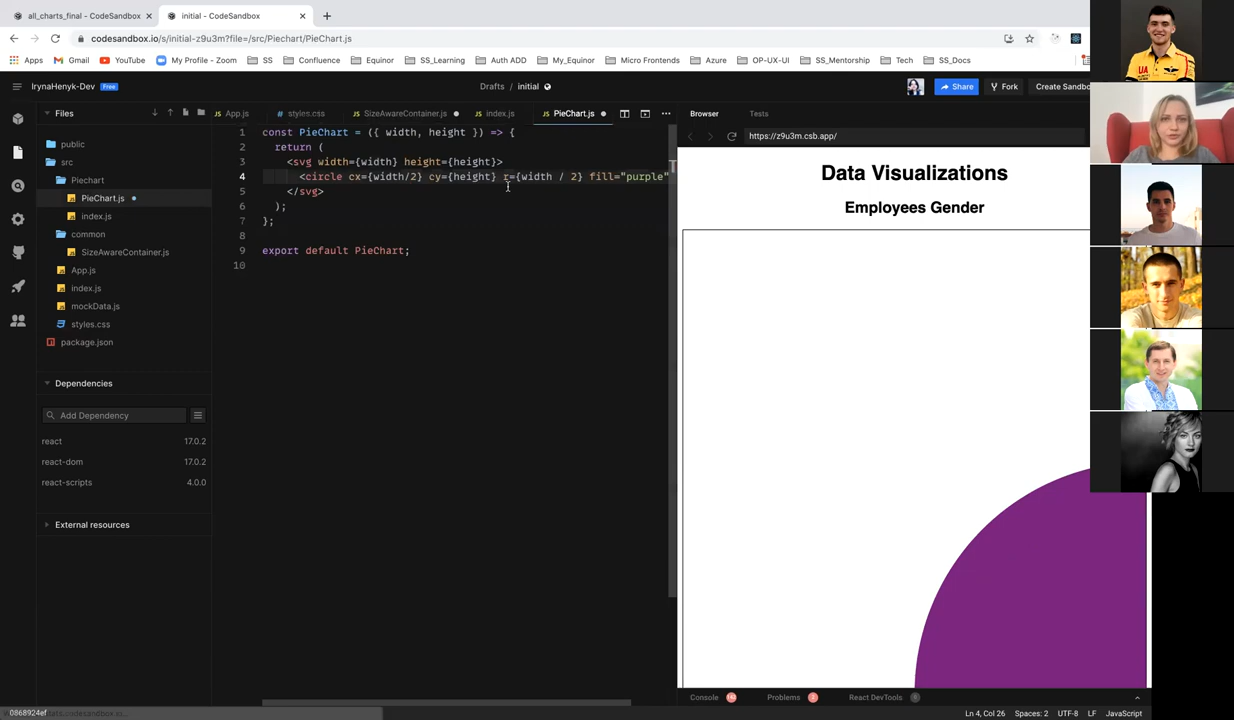 all_charts_final - CodeSandbox
initial - CodeSandbox
codesandbox.io/s/initial-z9u3m?file=/src/Piechart/PieChart.js
Apps
Gmail
YouTube
My Profile - Zoom
SS
Confluence
Equinor
SS_Learning
Auth ADD
My_Equinor
Micro Frontends
Azure
OP-UX-UI
SS_Mentorship
Tech
SS_Docs
IrynaHenyk-Dev
Free
Drafts / initial
Share
Fork
Create Sandbo
Files
App.js
styles.css
SizeAwareContainer.js
index.js
PieChart.js
Browser
Tests
https://z9u3m.csb.app/
public
src
Piechart
PieChart.js
index.js
common
SizeAwareContainer.js
App.js
index.js
mockData.js
styles.css
package.json
Dependencies
Add Dependency
react 17.0.2
react-dom 17.0.2
react-scripts 4.0.0
External resources
1 const PieChart = ({ width, height }) => {
2 return (
3 <svg width={width} height={height}>
4 <circle cx={width/2} cy={height} r={width / 2} fill="purple"
5 </svg>
6 );
7 };
8
9 export default PieChart;
10
Data Visualizations
Employees Gender
UA
Console
Problems 2
React DevTools 0
0868924ef
Ln 4, Col 26
Spaces: 2
UTF-8
LF
JavaScript